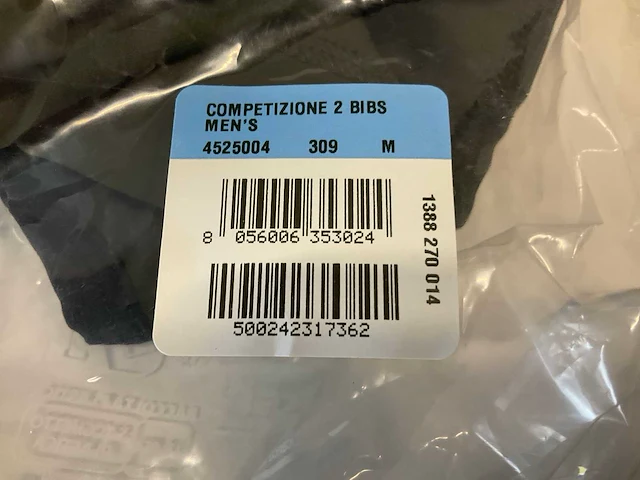 COMPETIZIONE 2 BIBS
MEN'S
4525004 309 M
8 056006 353024
500242317362
1388 270 014